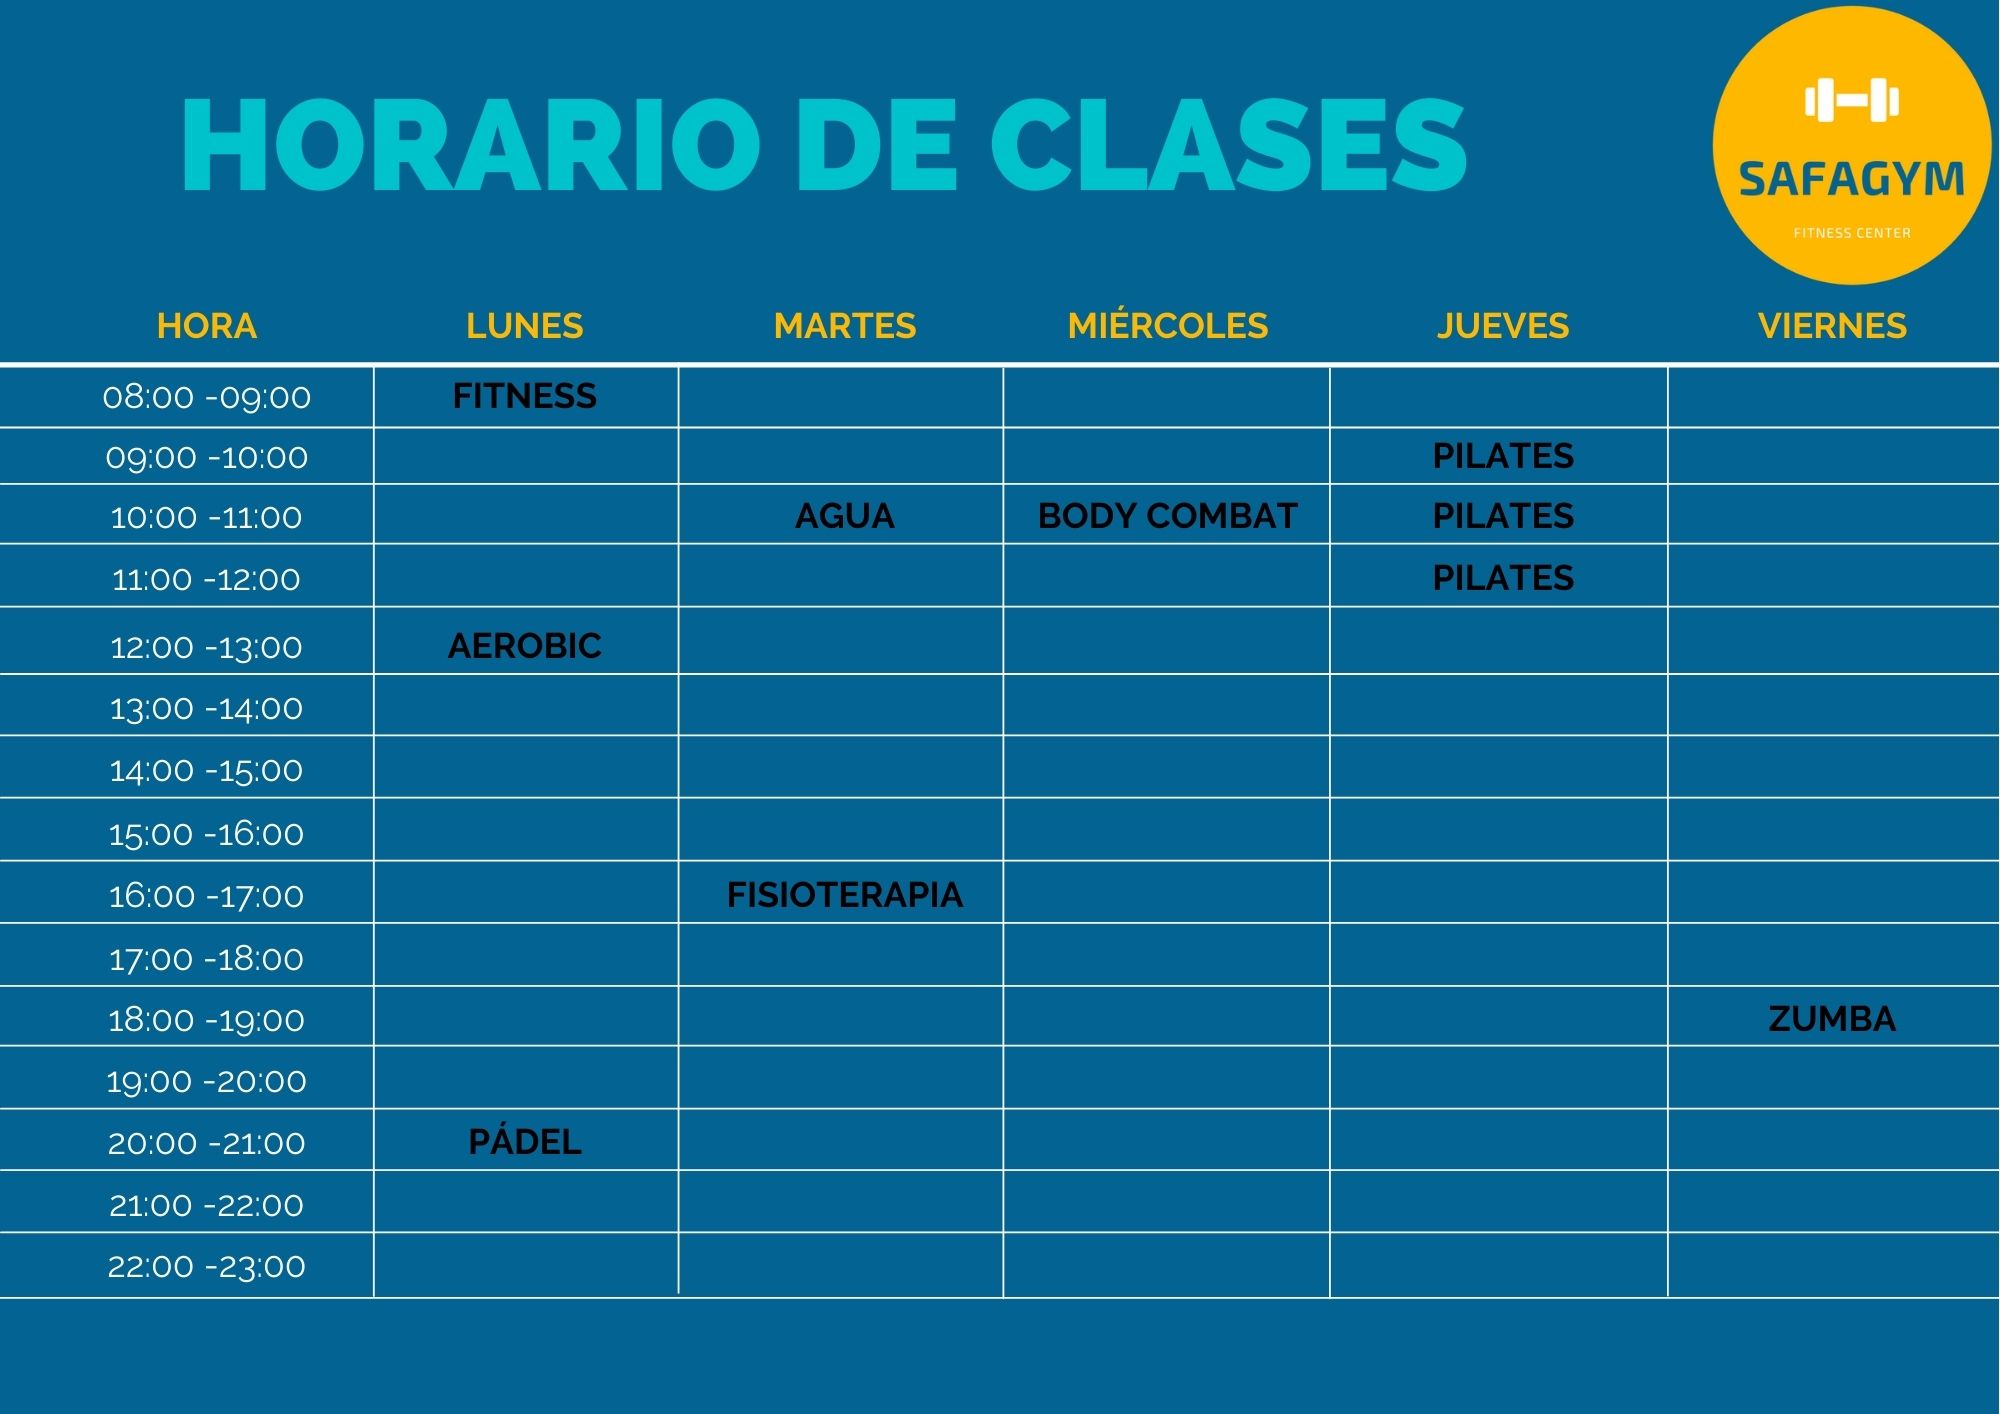 HORARIO DE CLASES
SAFAGYM
FITNESS CENTER
HORA LUNES MARTES MIÉRCOLES JUEVES VIERNES
08:00 -09:00 FITNESS
09:00 -10:00 PILATES
10:00 -11:00 AGUA BODY COMBAT PILATES
11:00 -12:00 PILATES
12:00 -13:00 AEROBIC
13:00 -14:00
14:00 -15:00
15:00 -16:00
16:00 -17:00 FISIOTERAPIA
17:00 -18:00
18:00 -19:00 ZUMBA
19:00 -20:00
20:00 -21:00 PÁDEL
21:00 -22:00
22:00 -23:00